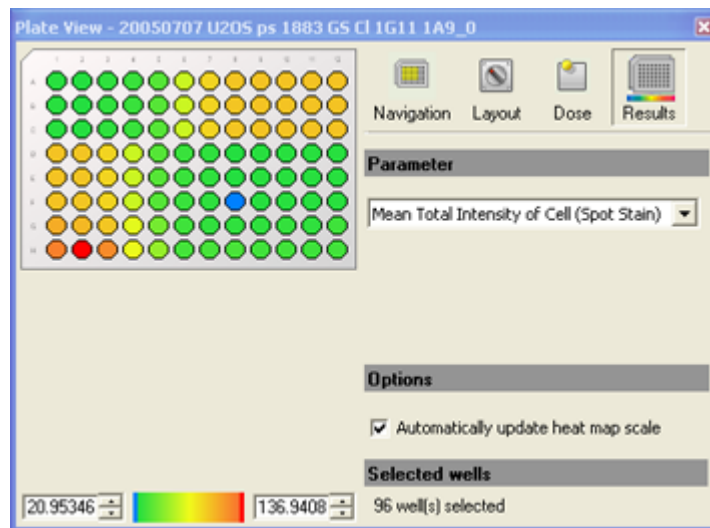 Plate View - 20050707 U2OS ps 1883 GS Cl 1G11 1A9_0
Navigation Layout Dose Results
Parameter
Mean Total Intensity of Cell (Spot Stain)
Options
Automatically update heat map scale
Selected wells
20.95346 136.9408 96 well(s) selected